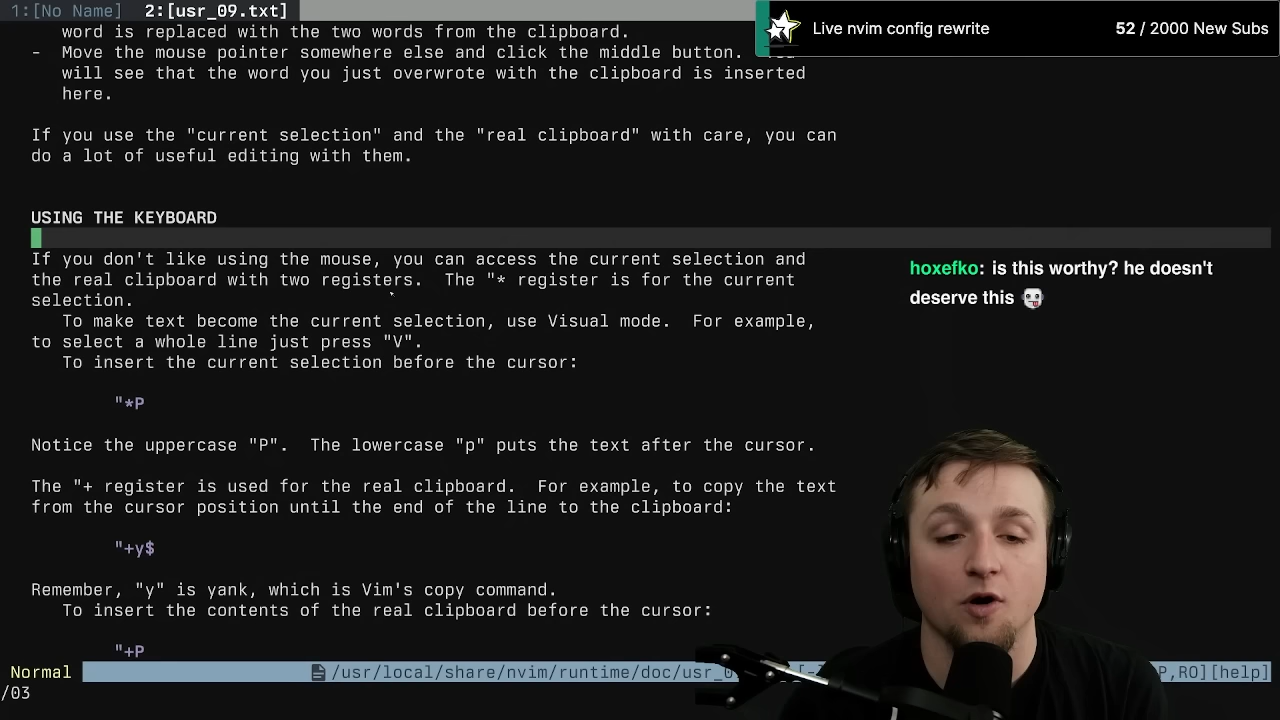 1:[No Name]  2:[usr_09.txt]
Live nvim config rewrite
52 / 2000 New Subs
word is replaced with the two words from the clipboard.
-  Move the mouse pointer somewhere else and click the middle button.
will see that the word you just overwrote with the clipboard is inserted
here.
If you use the "current selection" and the "real clipboard" with care, you can
do a lot of useful editing with them.
USING THE KEYBOARD
If you don't like using the mouse, you can access the current selection and
the real clipboard with two registers.  The "* register is for the current
selection.
To make text become the current selection, use Visual mode.  For example,
to select a whole line just press "V".
To insert the current selection before the cursor:
"*P
Notice the uppercase "P".  The lowercase "p" puts the text after the cursor.
The "+ register is used for the real clipboard.  For example, to copy the text
from the cursor position until the end of the line to the clipboard:
"+y$
Remember, "y" is yank, which is Vim's copy command.
To insert the contents of the real clipboard before the cursor:
"+P
hoxefko: is this worthy? he doesn't
deserve this
Normal
/usr/local/share/nvim/runtime/doc/usr_0
P,RO][help]
/03